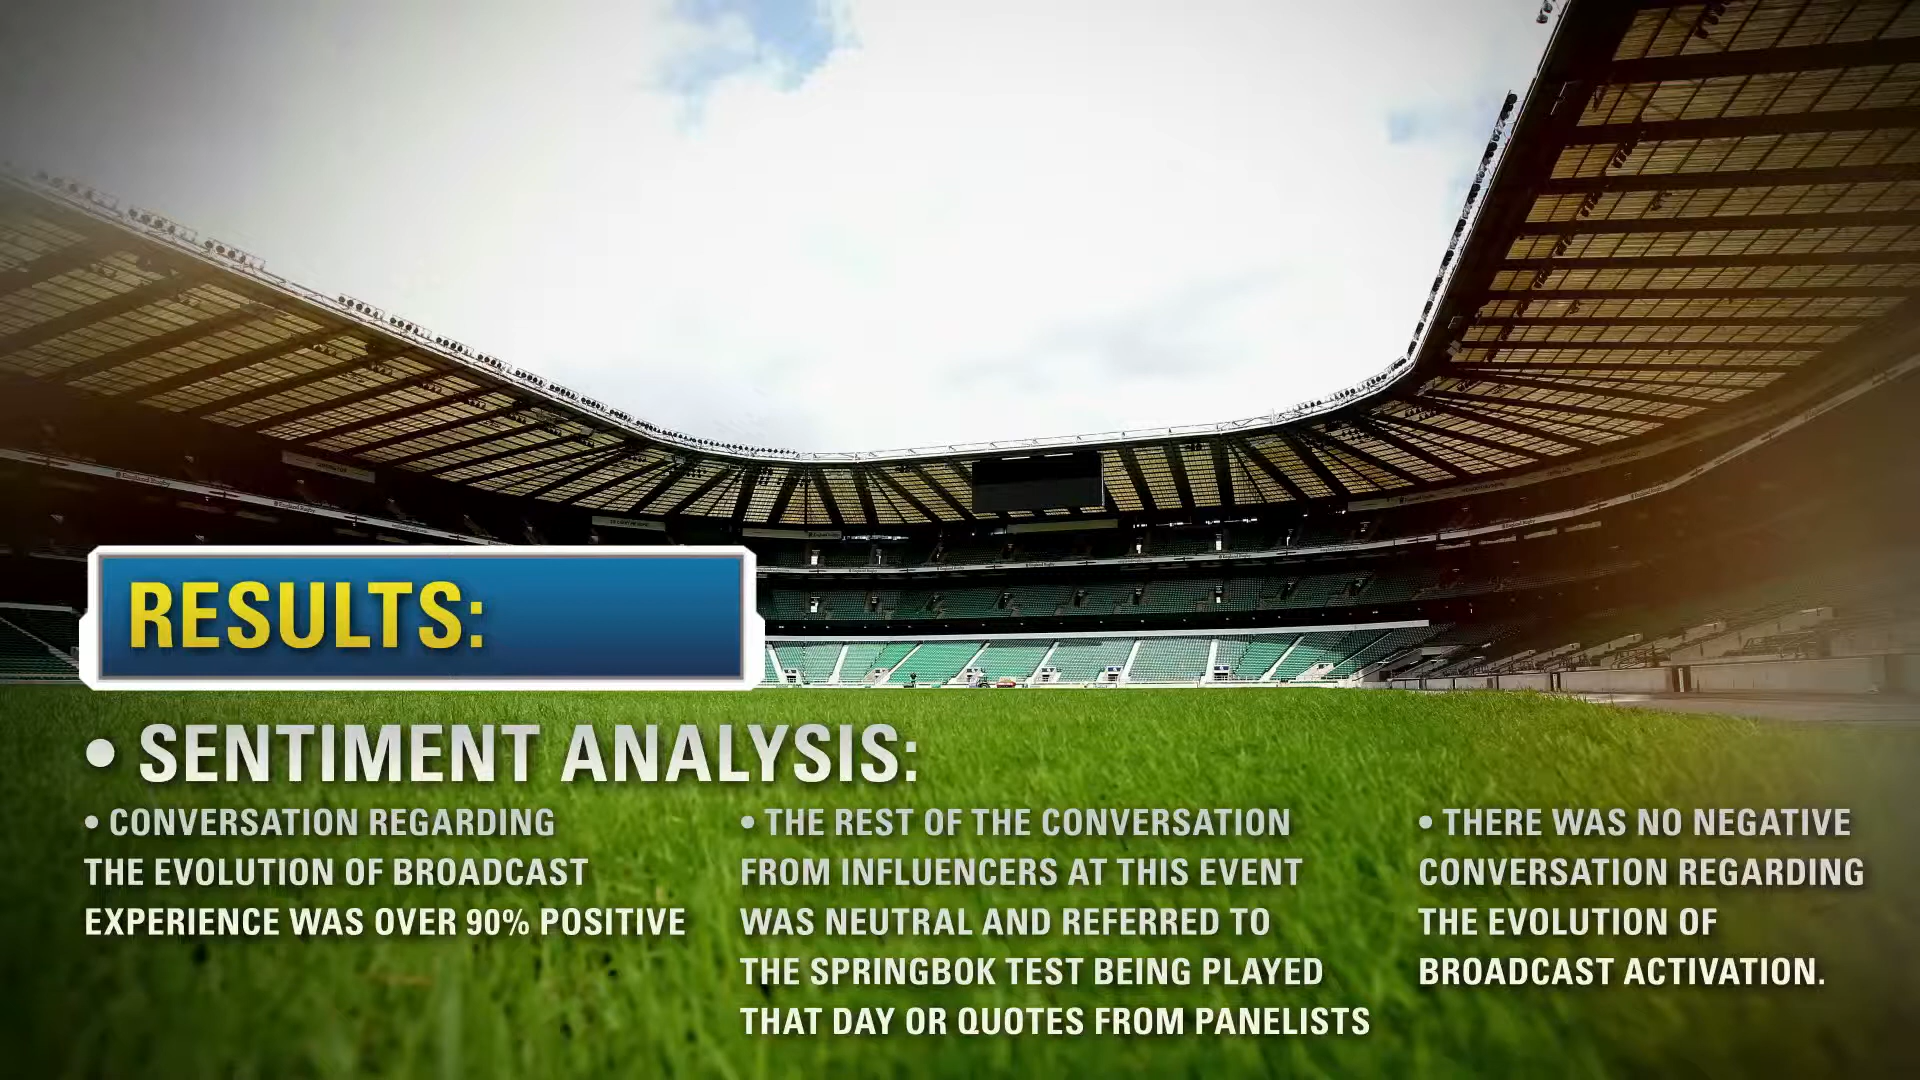 RESULTS:
• SENTIMENT ANALYSIS:
• CONVERSATION REGARDING
THE EVOLUTION OF BROADCAST
EXPERIENCE WAS OVER 90% POSITIVE
• THE REST OF THE CONVERSATION
FROM INFLUENCERS AT THIS EVENT
WAS NEUTRAL AND REFERRED TO
THE SPRINGBOK TEST BEING PLAYED
THAT DAY OR QUOTES FROM PANELISTS
• THERE WAS NO NEGATIVE
CONVERSATION REGARDING
THE EVOLUTION OF
BROADCAST ACTIVATION.